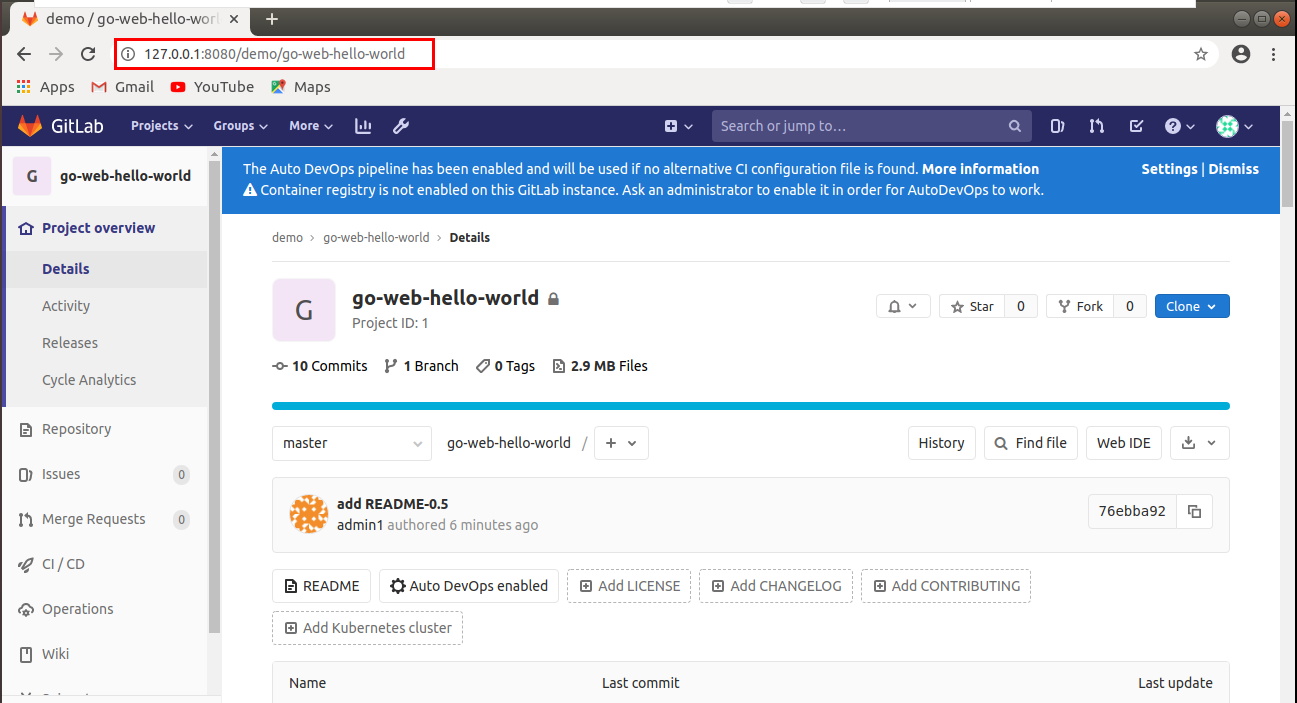 demo / go-web-hello-worl
127.0.0.1:8080/demo/go-web-hello-world
Apps Gmail YouTube Maps
GitLab Projects Groups More Search or jump to...
G go-web-hello-world
The Auto DevOps pipeline has been enabled and will be used if no alternative CI configuration file is found. More information Settings | Dismiss
Container registry is not enabled on this GitLab instance. Ask an administrator to enable it in order for AutoDevOps to work.
Project overview
Details
Activity
Releases
Cycle Analytics
Repository
Issues 0
Merge Requests 0
CI / CD
Operations
Wiki
demo > go-web-hello-world > Details
G
go-web-hello-world
Project ID: 1
Star 0 Fork 0 Clone
10 Commits 1 Branch 0 Tags 2.9 MB Files
master go-web-hello-world / + History Find file Web IDE
add README-0.5
admin1 authored 6 minutes ago
76ebba92
README Auto DevOps enabled Add LICENSE Add CHANGELOG Add CONTRIBUTING
Add Kubernetes cluster
Name Last commit Last update